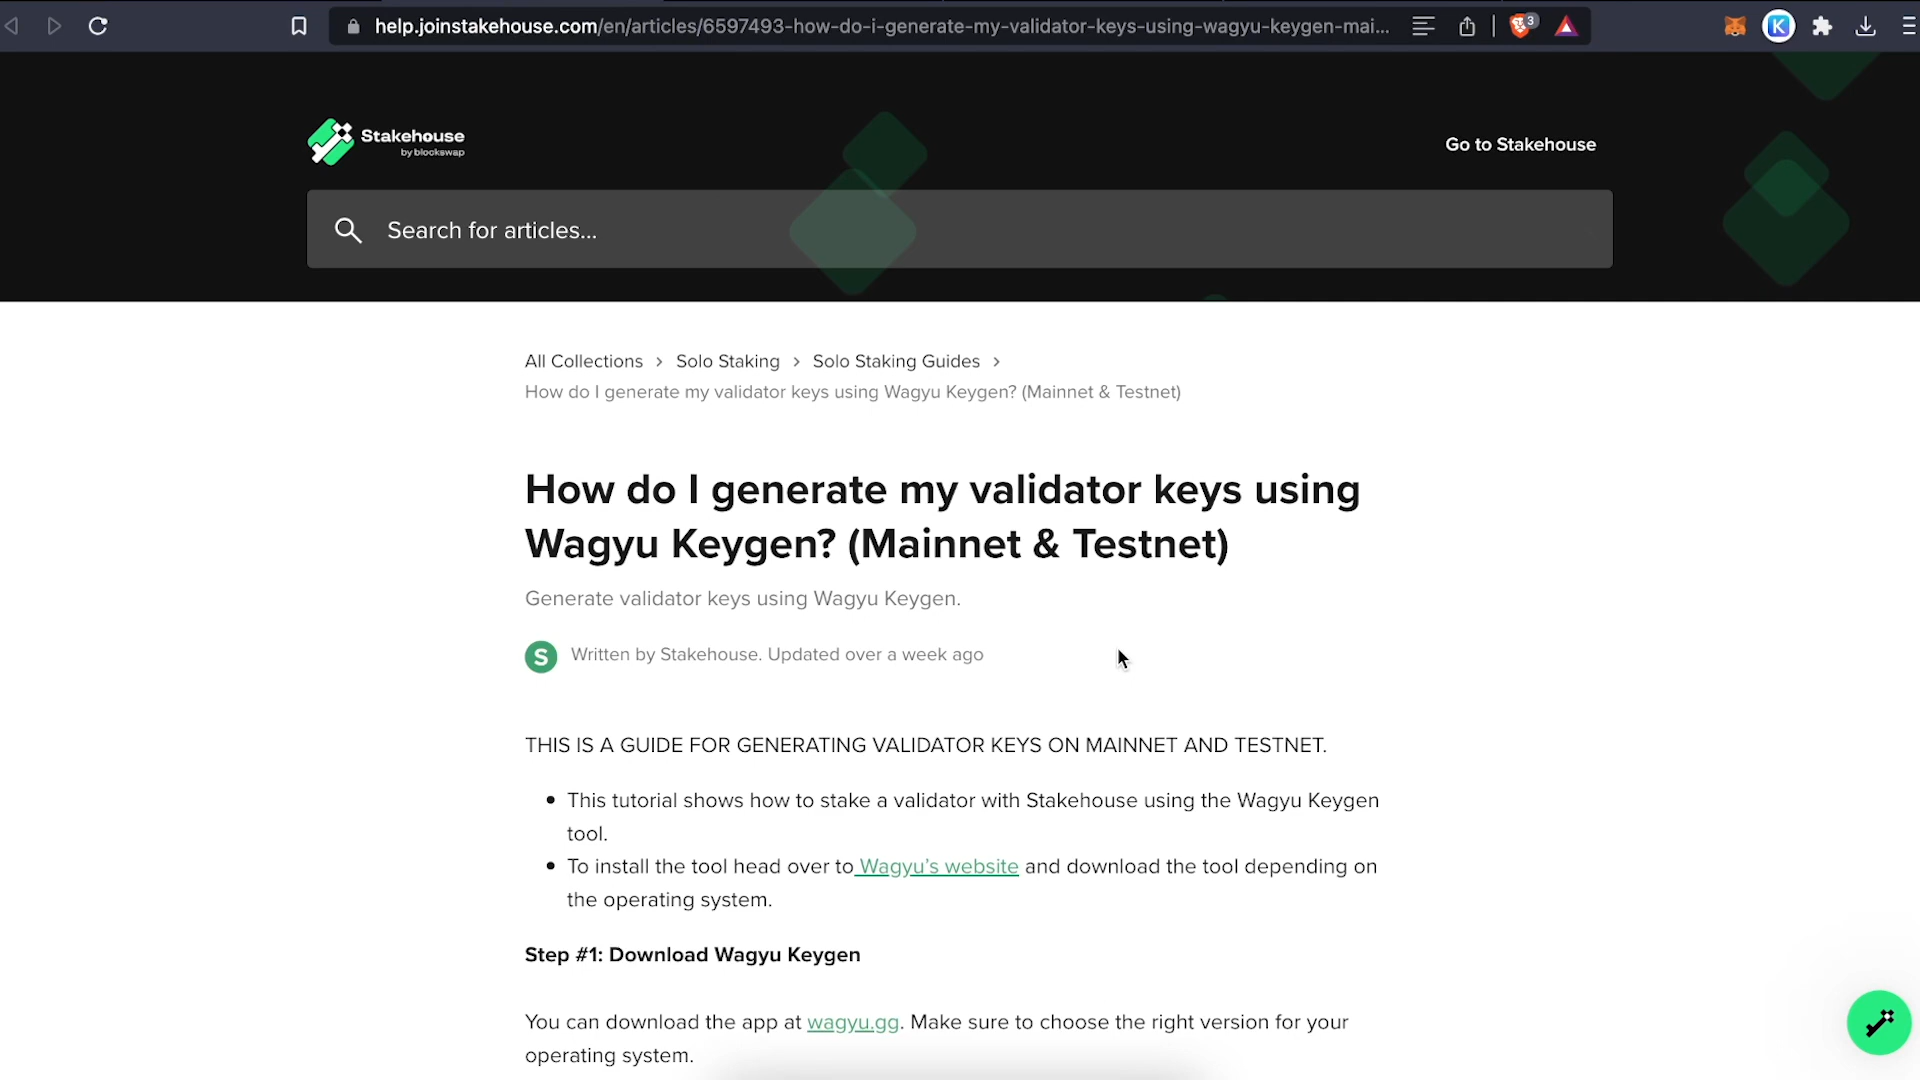 help.joinstakehouse.com/en/articles/6597493-how-do-i-generate-my-validator-keys-using-wagyu-keygen-mai...
3
K
Stakehouse
by blockswap
Go to Stakehouse
Search for articles...
All Collections > Solo Staking > Solo Staking Guides >
How do I generate my validator keys using Wagyu Keygen? (Mainnet & Testnet)
How do I generate my validator keys using
Wagyu Keygen? (Mainnet & Testnet)
Generate validator keys using Wagyu Keygen.
S
Written by Stakehouse. Updated over a week ago
THIS IS A GUIDE FOR GENERATING VALIDATOR KEYS ON MAINNET AND TESTNET.
• This tutorial shows how to stake a validator with Stakehouse using the Wagyu Keygen
tool.
• To install the tool head over to Wagyu's website and download the tool depending on
the operating system.
Step #1: Download Wagyu Keygen
You can download the app at wagyu.gg. Make sure to choose the right version for your
operating system.